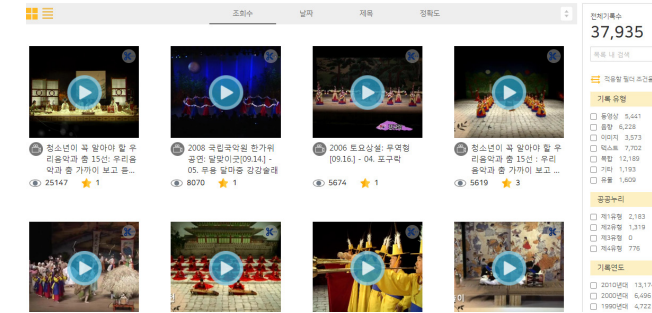 조회수 날짜 제목 정확도
청소년이 꼭 알아야 할 우
리음악과 춤 15선: 우리음
악과 춤 가까이 보고 듣...
25147 1
2008 국립국악원 한가위
공연: 달맞이굿[09.14.] -
05. 무용 달마중 강강술래
8070 1
2006 토요상설: 무역형
[09.16.] - 04. 포구락
5674 1
청소년이 꼭 알아야 할 우
리음악과 춤 15선 : 우리
음악과 춤 가까이 보고 ...
5619 3
전체기록수
37,935
목록 내 검색
적용할 필터 조건을
기록 유형
동영상 5,441
음향 6,228
이미지 3,573
텍스트 7,702
복합 12,189
기타 1,193
유물 1,609
공공누리
제1유형 2,183
제2유형 1,319
제3유형 0
제4유형 776
기록연도
2010년대
2000년대 6,496
1990년대 4,722